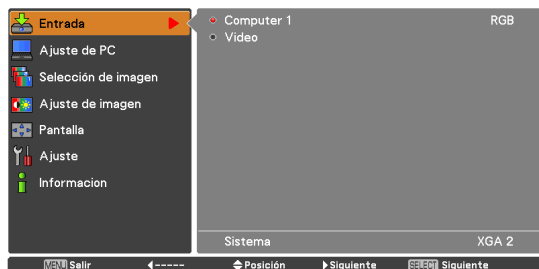 Entrada
Ajuste de PC
Selección de imagen
Ajuste de imagen
Pantalla
Ajuste
Informacion
Computer 1 RGB
Video
Sistema XGA 2
MENU Salir ◀----- Posición ▶Siguiente SELECT Siguiente